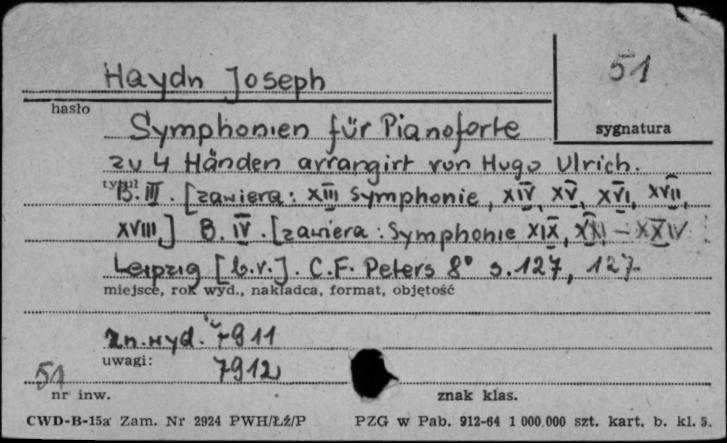 Haydn Joseph
51
hasło
sygnatura
Symphonien für Pianoforte
zu 4 Händen arrangirt von Hugo Ulrich.
tytuł
B. III. [zawiera: XIII Symphonie, XIV, XV, XVI, XVII,
XVIII] B. IV. [zawiera: Symphonie XIX, XXI – XXIV
Leipzig [b.r.]. C.F. Peters 8° s. 127, 127.
miejsce, rok wyd., nakładca, format, objętość
Zn. wyd. 7911
uwagi:
7912
51
nr inw.
znak klas.
CWD-B-15a Zam. Nr 2924 PWH/Łż/P
PZG w Pab. 912-64 1 000.000 szt. kart. b. kl. 5.